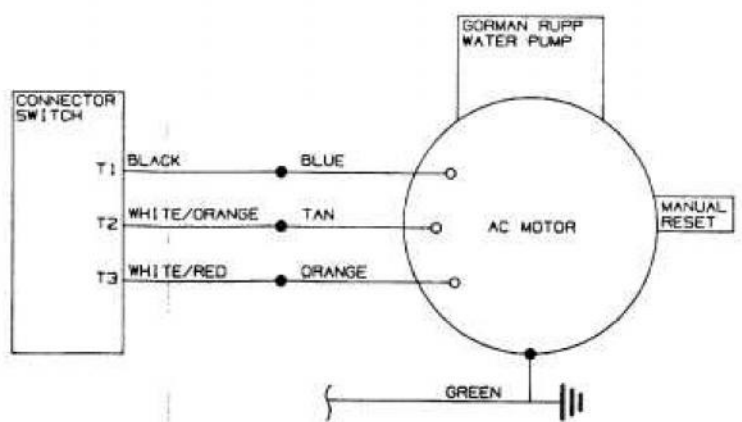 GORMAN RUPP
WATER PUMP
CONNECTOR
SWITCH
T1 BLACK BLUE
T2 WHITE/ORANGE TAN
AC MOTOR
MANUAL
RESET
T3 WHITE/RED ORANGE
GREEN